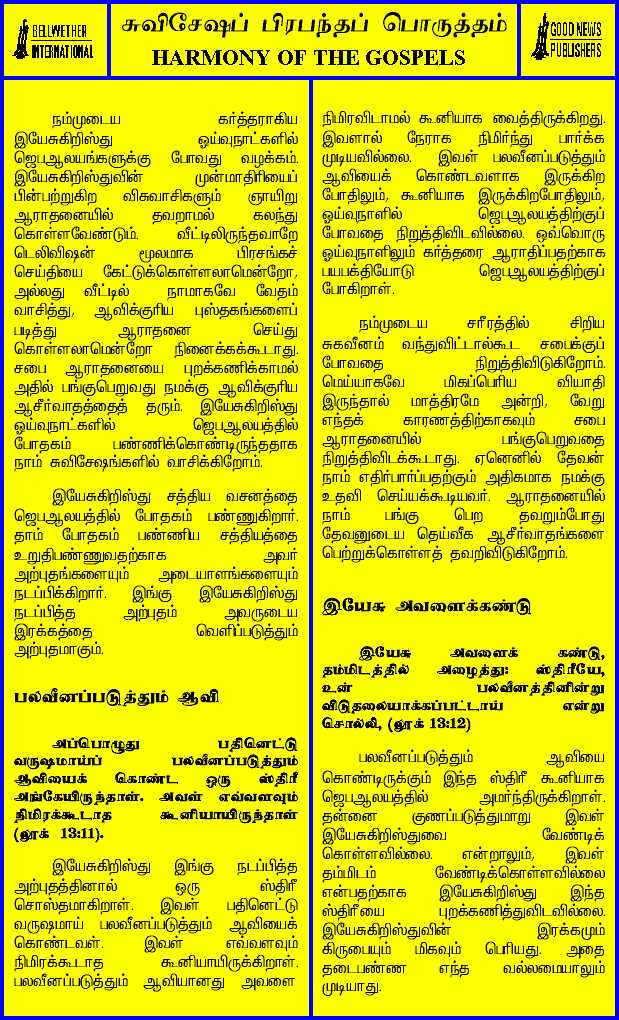 BELLWETHER
INTERNATIONAL
சுவிசேஷப் பிரபந்தப் பொருத்தம்
HARMONY OF THE GOSPELS
GOOD NEWS
PUBLISHERS
நம்முடைய கர்த்தராகிய
இயேசுகிறிஸ்து ஓய்வுநாட்களில்
ஜெபஆலயங்களுக்கு போவது வழக்கம்.
இயேசுகிறிஸ்துவின் முன்மாதிரியைப்
பின்பற்றுகிற விசுவாசிகளும் ஞாயிறு
ஆராதனையில் தவறாமல் கலந்து
கொள்ளவேண்டும். வீட்டிலிருந்தவாறே
டெலிவிஷன் மூலமாக பிரசங்கச்
செய்தியை கேட்டுக்கொள்ளலாமென்றோ,
அல்லது வீட்டில் நாமாகவே வேதம்
வாசித்து, ஆவிக்குரிய புஸ்தகங்களைப்
படித்து ஆராதனை செய்து
கொள்ளலாமென்றோ நினைக்கக்கூடாது.
சபை ஆராதனையை புறக்கணிக்காமல்
அதில் பங்குபெறுவது நமக்கு ஆவிக்குரிய
ஆசீர்வாதத்தைத் தரும். இயேசுகிறிஸ்து
ஓய்வுநாட்களில் ஜெபஆலயத்தில்
போதகம் பண்ணிக்கொண்டிருந்ததாக
நாம் சுவிசேஷங்களில் வாசிக்கிறோம்.
இயேசுகிறிஸ்து சத்திய வசனத்தை
ஜெபஆலயத்தில் போதகம் பண்ணுகிறார்.
தாம் போதகம் பண்ணிய சத்தியத்தை
உறுதிபண்ணுவதற்காக அவர்
அற்புதங்களையும் அடையாளங்களையும்
நடப்பிக்கிறார். இங்கு இயேசுகிறிஸ்து
நடப்பித்த அற்புதம் அவருடைய
இரக்கத்தை வெளிப்படுத்தும்
அற்புதமாகும்.
பலவீனப்படுத்தும் ஆவி
அப்பொழுது பதினெட்டு
வருஷமாய்ப் பலவீனப்படுத்தும்
ஆவியைக் கொண்ட ஒரு ஸ்திரீ
அங்கேயிருந்தாள். அவள் எவ்வளவும்
நிமிரக்கூடாத கூனியாயிருந்தாள்
(லூக் 13:11).
இயேசுகிறிஸ்து இங்கு நடப்பித்த
அற்புதத்தினால் ஒரு ஸ்திரீ
சொஸ்தமாகிறாள். இவள் பதினெட்டு
வருஷமாய் பலவீனப்படுத்தும் ஆவியைக்
கொண்டவள். இவள் எவ்வளவும்
நிமிரக்கூடாத கூனியாயிருக்கிறாள்.
பலவீனப்படுத்தும் ஆவியானது அவளை
நிமிரவிடாமல் கூனியாக வைத்திருக்கிறது.
இவளால் நேராக நிமிர்ந்து பார்க்க
முடியவில்லை. இவள் பலவீனப்படுத்தும்
ஆவியைக் கொண்டவளாக இருக்கிற
போதிலும், கூனியாக இருக்கிறபோதிலும்,
ஓய்வுநாளில் ஜெபஆலயத்திற்குப்
போவதை நிறுத்திவிடவில்லை. ஒவ்வொரு
ஓய்வுநாளிலும் கர்த்தரை ஆராதிப்பதற்காக
பயபக்தியோடு ஜெபஆலயத்திற்குப்
போகிறாள்.
நம்முடைய சரீரத்தில் சிறிய
சுகவீனம் வந்துவிட்டால்கூட சபைக்குப்
போவதை நிறுத்திவிடுகிறோம்.
மெய்யாகவே மிகப்பெரிய வியாதி
இருந்தால் மாத்திரமே அன்றி, வேறு
எந்தக் காரணத்திற்காகவும் சபை
ஆராதனையில் பங்குபெறுவதை
நிறுத்திவிடக்கூடாது. ஏனெனில் தேவன்
நாம் எதிர்பார்ப்பதற்கும் அதிகமாக நமக்கு
உதவி செய்யக்கூடியவர். ஆராதனையில்
நாம் பங்கு பெற தவறும்போது
தேவனுடைய தெய்வீக ஆசீர்வாதங்களை
பெற்றுக்கொள்ளத் தவறிவிடுகிறோம்.
இயேசு அவளைக்கண்டு
இயேசு அவளைக் கண்டு,
தம்மிடத்தில் அழைத்து: ஸ்திரீயே,
உன் பலவீனத்தினின்று
விடுதலையாக்கப்பட்டாய் என்று
சொல்லி, (லூக் 13:12)
பலவீனப்படுத்தும் ஆவியை
கொண்டிருக்கும் இந்த ஸ்திரீ கூனியாக
ஜெபஆலயத்தில் அமர்ந்திருக்கிறாள்.
தன்னை குணப்படுத்துமாறு இவள்
இயேசுகிறிஸ்துவை வேண்டிக்
கொள்ளவில்லை. என்றாலும், இவள்
தம்மிடம் வேண்டிக்கொள்ளவில்லை
என்பதற்காக இயேசுகிறிஸ்து இந்த
ஸ்திரீயை புறக்கணித்துவிடவில்லை.
இயேசுகிறிஸ்துவின் இரக்கமும்
கிருபையும் மிகவும் பெரியது. அதை
தடைபண்ண எந்த வல்லமையாலும்
முடியாது.